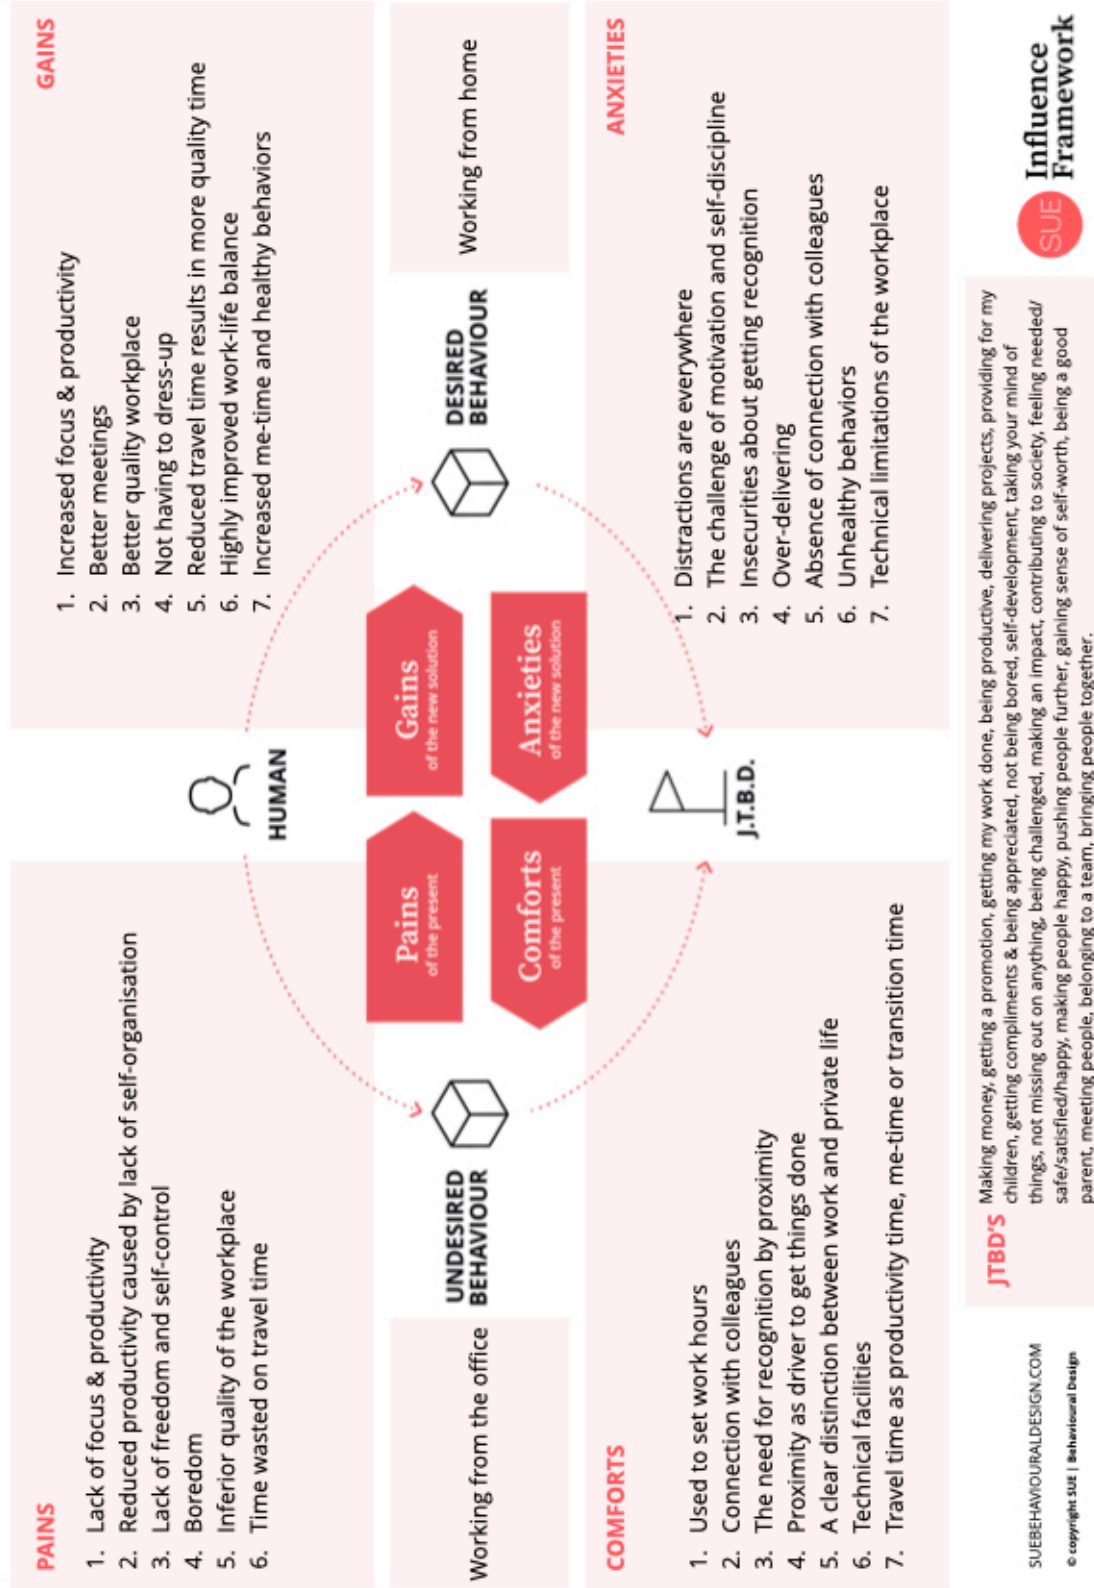 PAINS
1. Lack of focus & productivity
2. Reduced productivity caused by lack of self-organisation
3. Lack of freedom and self-control
4. Boredom
5. Inferior quality of the workplace
6. Time wasted on travel time
GAINS
1. Increased focus & productivity
2. Better meetings
3. Better quality workplace
4. Not having to dress-up
5. Reduced travel time results in more quality time
6. Highly improved work-life balance
7. Increased me-time and healthy behaviors
HUMAN
Pains
of the present
Gains
of the new solution
Working from the office
UNDESIRED
BEHAVIOUR
DESIRED
BEHAVIOUR
Working from home
Comforts
of the present
Anxieties
of the new solution
J.T.B.D.
COMFORTS
1. Used to set work hours
2. Connection with colleagues
3. The need for recognition by proximity
4. Proximity as driver to get things done
5. A clear distinction between work and private life
6. Technical facilities
7. Travel time as productivity time, me-time or transition time
ANXIETIES
1. Distractions are everywhere
2. The challenge of motivation and self-discipline
3. Insecurities about getting recognition
4. Over-delivering
5. Absence of connection with colleagues
6. Unhealthy behaviors
7. Technical limitations of the workplace
SUEBEHAVIOURALDESIGN.COM
© copyright SUE | Behavioural Design
JTBD'S
Making money, getting a promotion, getting my work done, being productive, delivering projects, providing for my
children, getting compliments & being appreciated, not being bored, self-development, taking your mind of
things, not missing out on anything, being challenged, making an impact, contributing to society, feeling needed/
safe/satisfied/happy, making people happy, pushing people further, gaining sense of self-worth, being a good
parent, meeting people, belonging to a team, bringing people together.
SUE
Influence
Framework